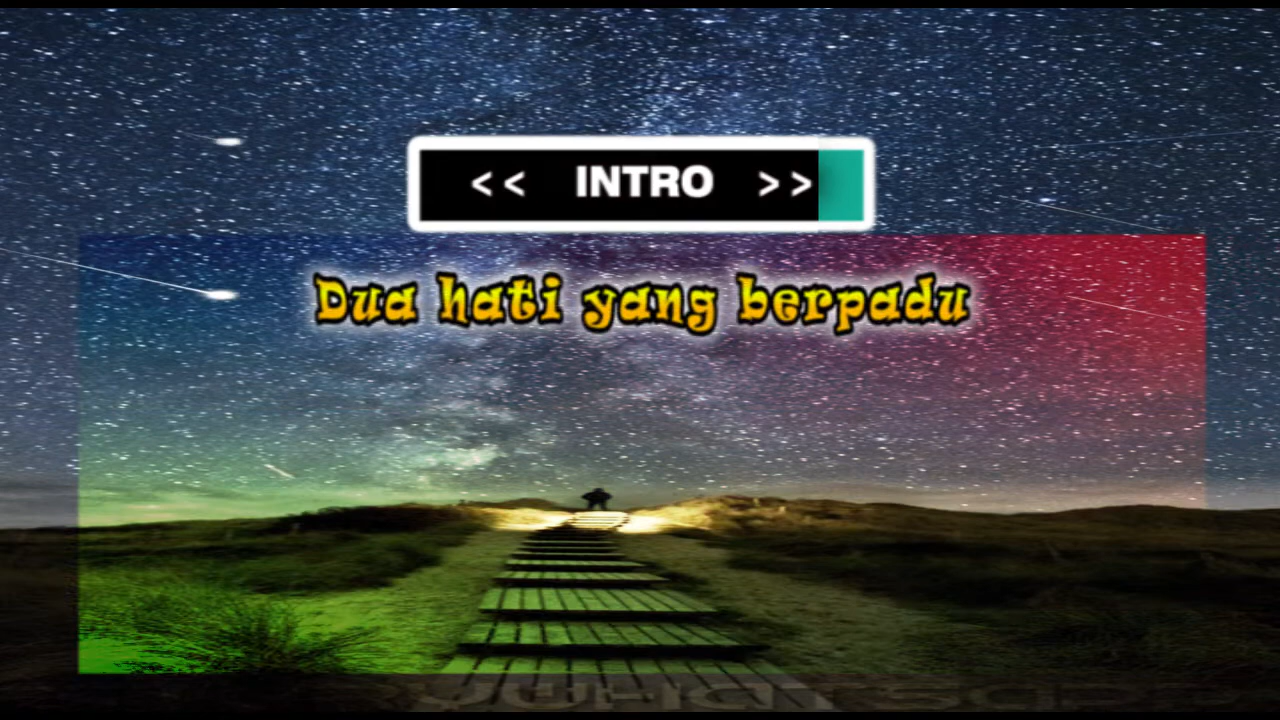 << INTRO >>
Dua hati yang berpadu